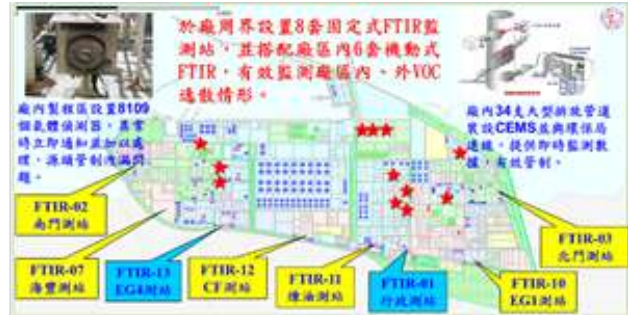 於廠周界設置8套固定式FTIR監
測站，並搭配廠區內6套機動式
FTIR，有效監測廠區內、外VOC
逸散情形。
廠內製程區設置8109
個氣體偵測器，異常
時立即通知並加以處
理，源頭管制洩漏問
題。
廠內34支大型排放管道
裝設CEMS並與環保局
連線，提供即時監測數
據，有效管制。
FTIR-02
南門測站
FTIR-07
海豐測站
FTIR-13
EG4測站
FTIR-12
CF測站
FTIR-11
煉油測站
FTIR-01
行政測站
FTIR-10
EG1測站
FTIR-03
北門測站